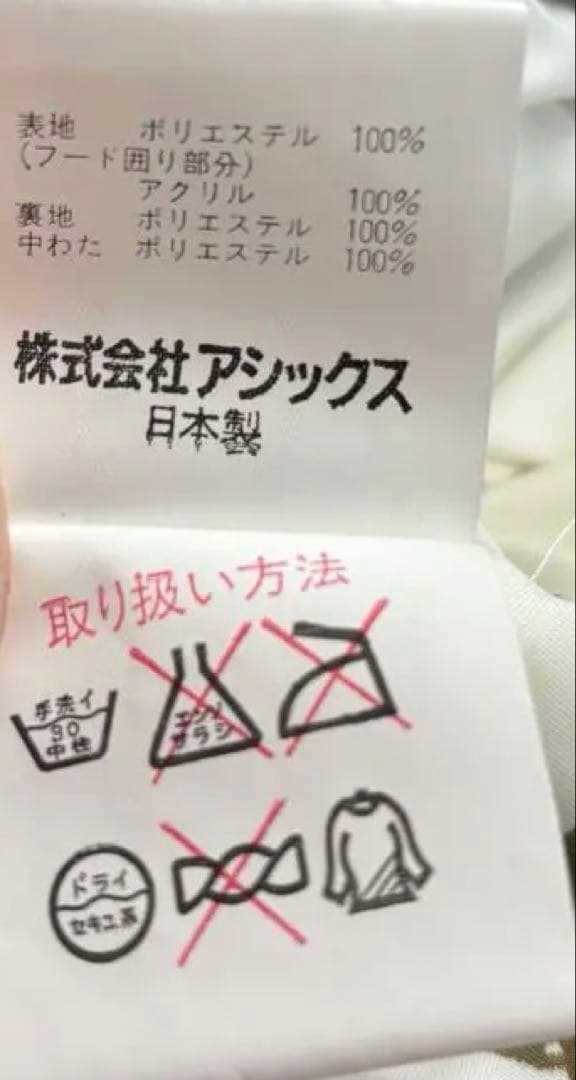 表地 ポリエステル 100%
(フード囲り部分)
アクリル 100%
裏地 ポリエステル 100%
中わた ポリエステル 100%
株式会社アシックス
日本製
取り扱い方法
手洗イ
中性
エンソ
サラシ
ドライ
セキユ系